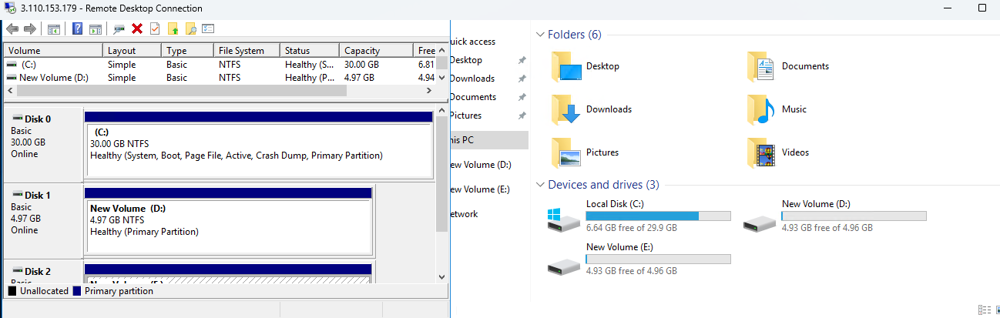 3.110.153.179 - Remote Desktop Connection
Volume Layout Type File System Status Capacity Free
(C:) Simple Basic NTFS Healthy (S... 30.00 GB 6.81
New Volume (D:) Simple Basic NTFS Healthy (P... 4.97 GB 4.94
Disk 0
Basic
30.00 GB
Online
(C:)
30.00 GB NTFS
Healthy (System, Boot, Page File, Active, Crash Dump, Primary Partition)
Disk 1
Basic
4.97 GB
Online
New Volume (D:)
4.97 GB NTFS
Healthy (Primary Partition)
Disk 2
Basic
New Volume (E:)
Unallocated Primary partition
uick access
Desktop
Downloads
Documents
Pictures
his PC
ew Volume (D:)
ew Volume (E:)
etwork
Folders (6)
Desktop
Documents
Downloads
Music
Pictures
Videos
Devices and drives (3)
Local Disk (C:)
6.64 GB free of 29.9 GB
New Volume (D:)
4.93 GB free of 4.96 GB
New Volume (E:)
4.93 GB free of 4.96 GB